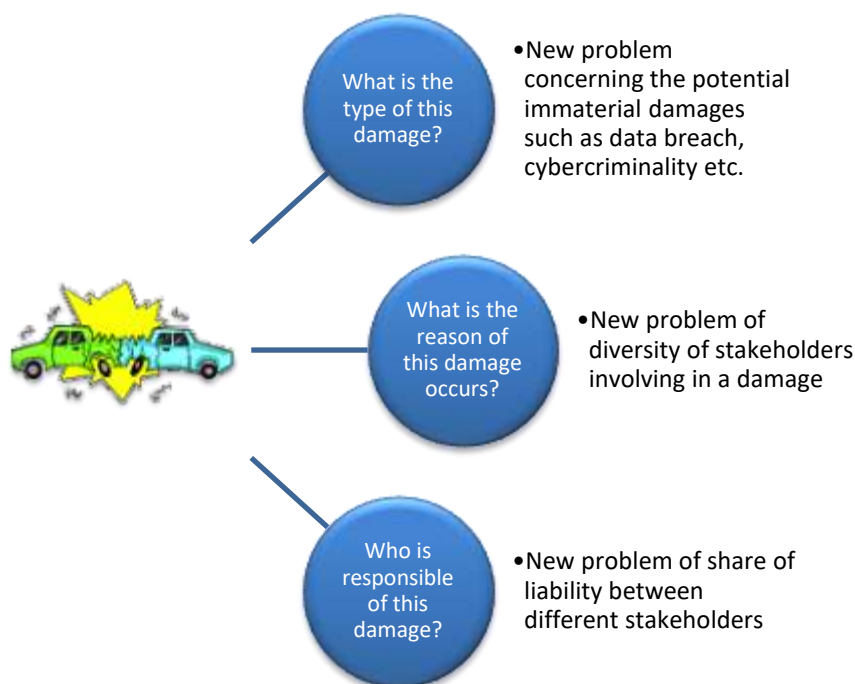 What is the
type of this
damage?
•New problem
concerning the potential
immaterial damages
such as data breach,
cybercriminality etc.
What is the
reason of
this damage
occurs?
•New problem of
diversity of stakeholders
involving in a damage
Who is
responsible
of this
damage?
•New problem of share of
liability between
different stakeholders